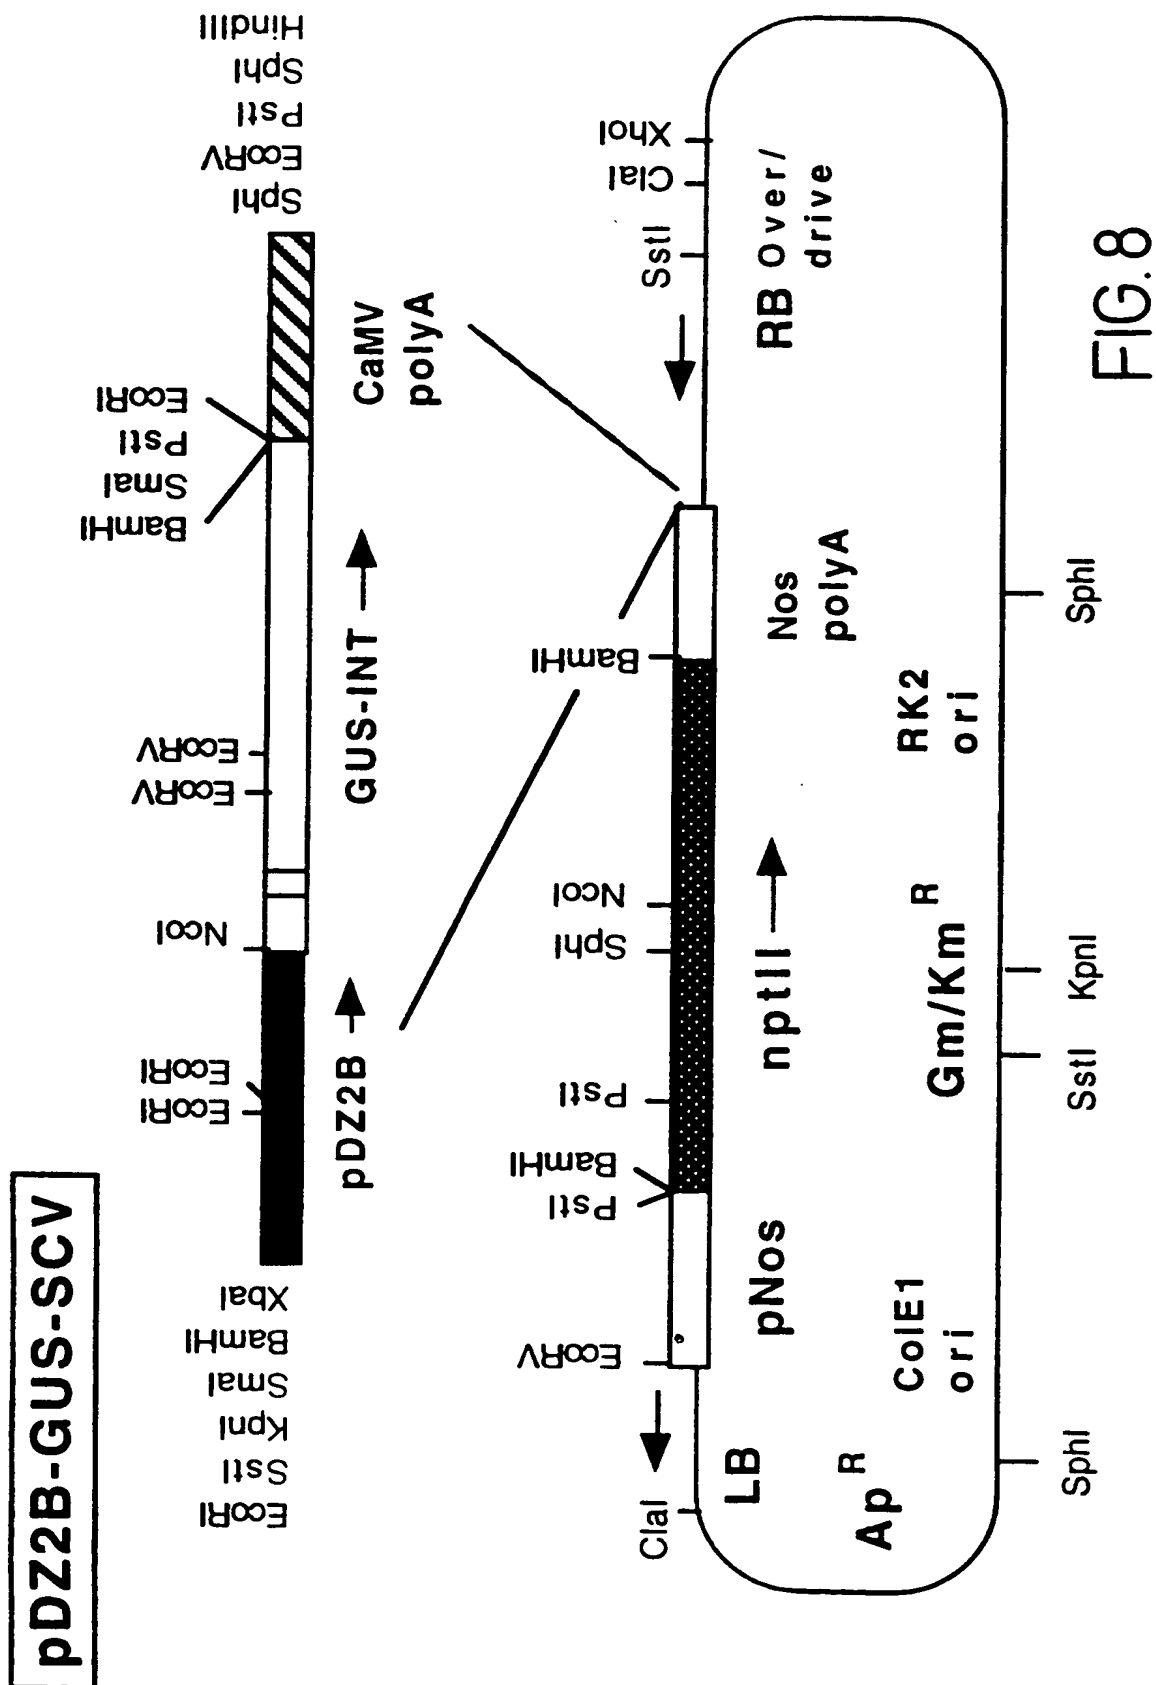 pDZ2B-GUS-SCV
EcoRI
SstI
KpnI
SmaI
BamHI
XbaI
EcoRI
EcoRI
NcoI
EcoRV
EcoRV
BamHI
SmaI
PstI
EcoRI
SphI
EcoRV
PstI
SphI
HindIII
pDZ2B
GUS-INT
CaMV
polyA
ClaI
EcoRV
PstI
BamHI
PstI
SphI
NcoI
BamHI
SstI
ClaI
XhoI
LB
pNos
nptII
Nos
polyA
RB Over/
drive
Ap R
ColE1
ori
Gm/Km R
RK2
ori
SphI
SstI
KpnI
SphI
FIG. 8